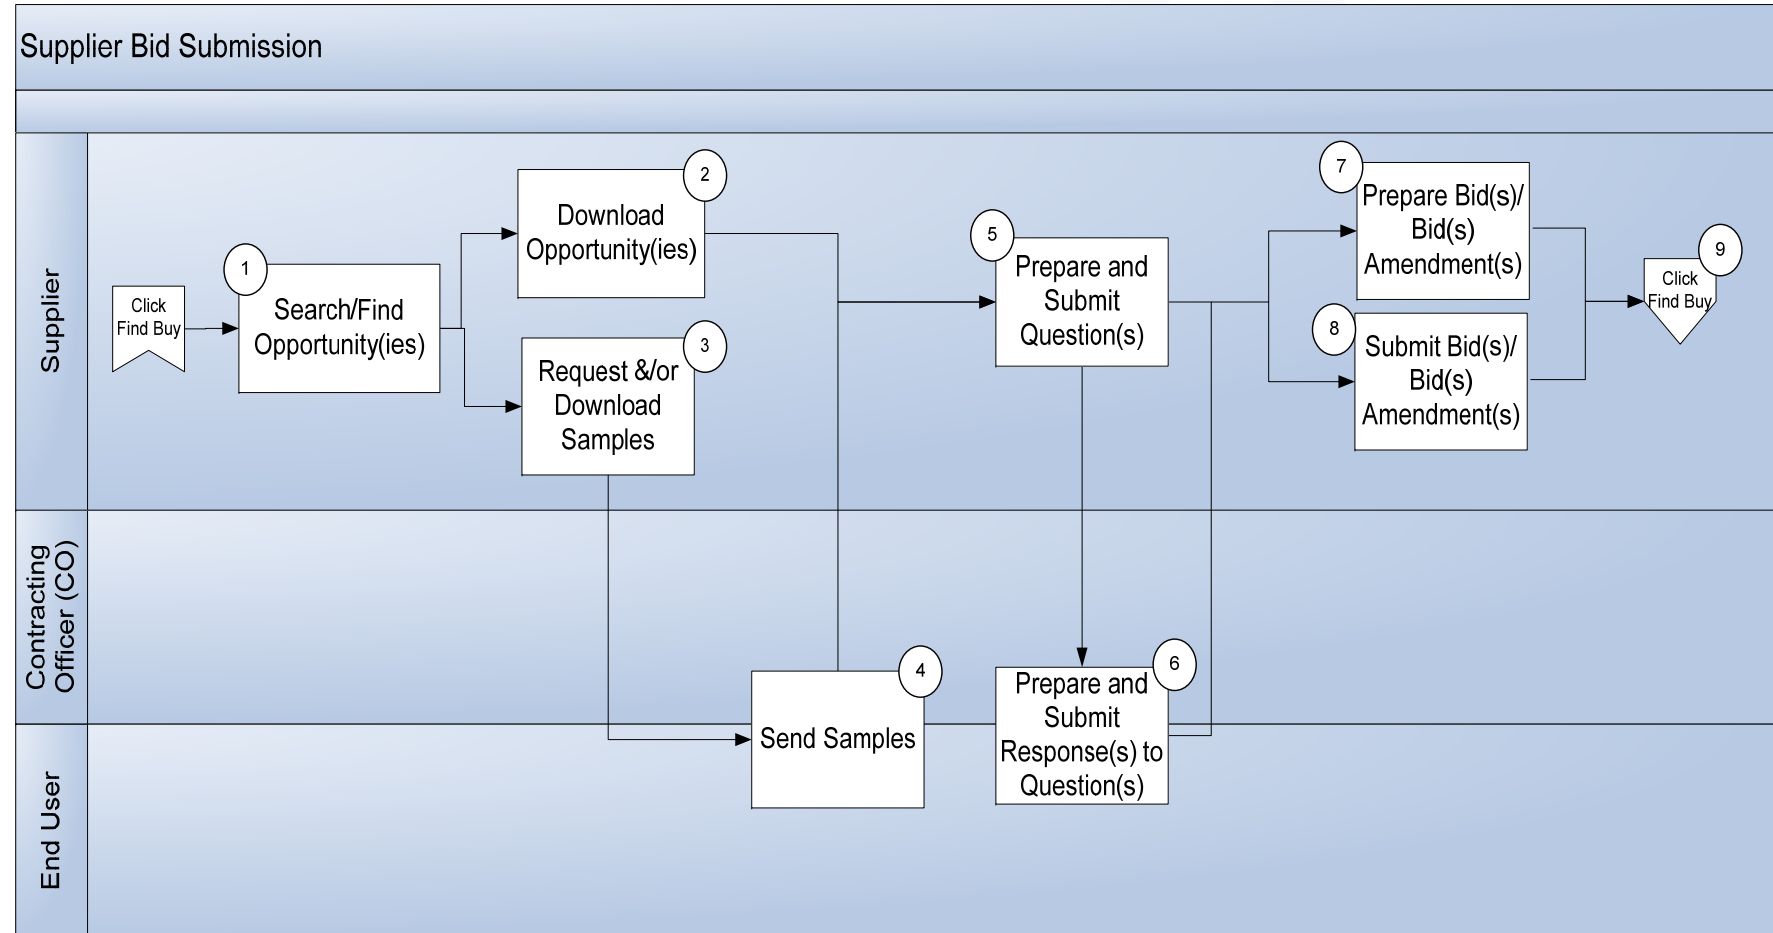 Supplier Bid Submission
Supplier
Click
Find Buy
1
Search/Find
Opportunity(ies)
2
Download
Opportunity(ies)
3
Request &/or
Download
Samples
5
Prepare and
Submit
Question(s)
7
Prepare Bid(s)/
Bid(s)
Amendment(s)
8
Submit Bid(s)/
Bid(s)
Amendment(s)
9
Click
Find Buy
Contracting
Officer (CO)
4
Send Samples
6
Prepare and
Submit
Response(s) to
Question(s)
End User